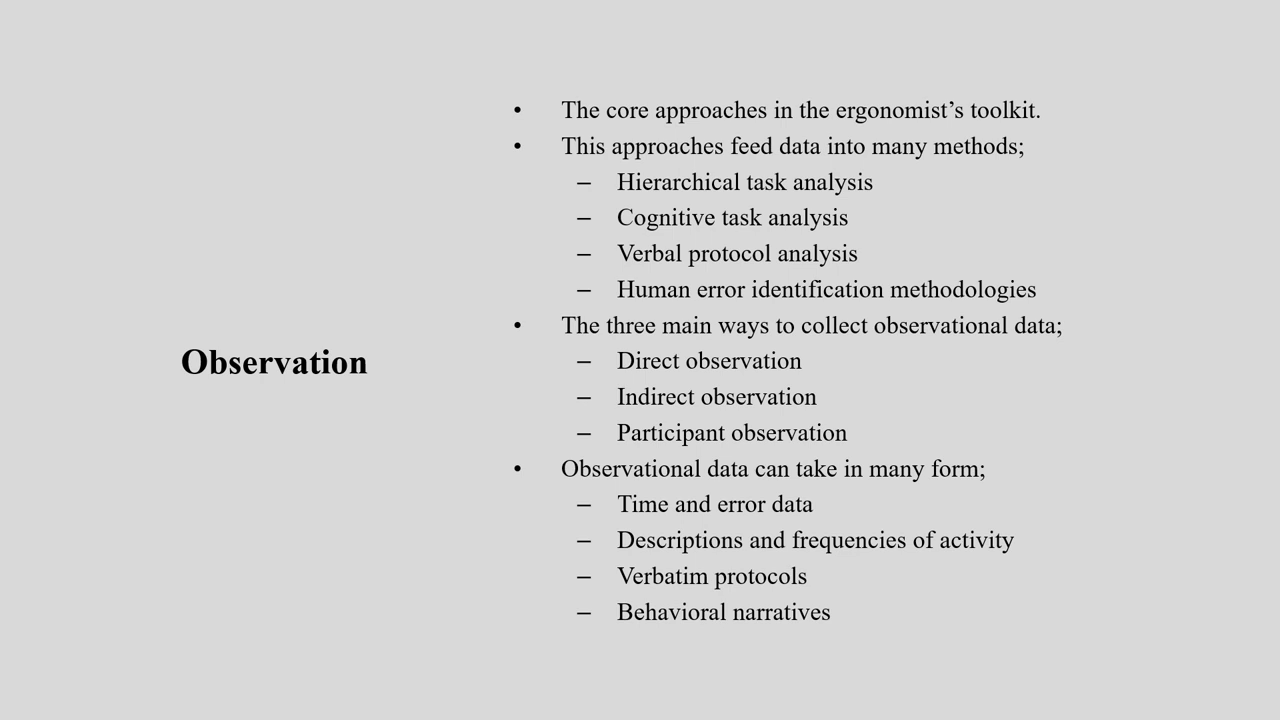 Observation
• The core approaches in the ergonomist’s toolkit.
• This approaches feed data into many methods;
– Hierarchical task analysis
– Cognitive task analysis
– Verbal protocol analysis
– Human error identification methodologies
• The three main ways to collect observational data;
– Direct observation
– Indirect observation
– Participant observation
• Observational data can take in many form;
– Time and error data
– Descriptions and frequencies of activity
– Verbatim protocols
– Behavioral narratives